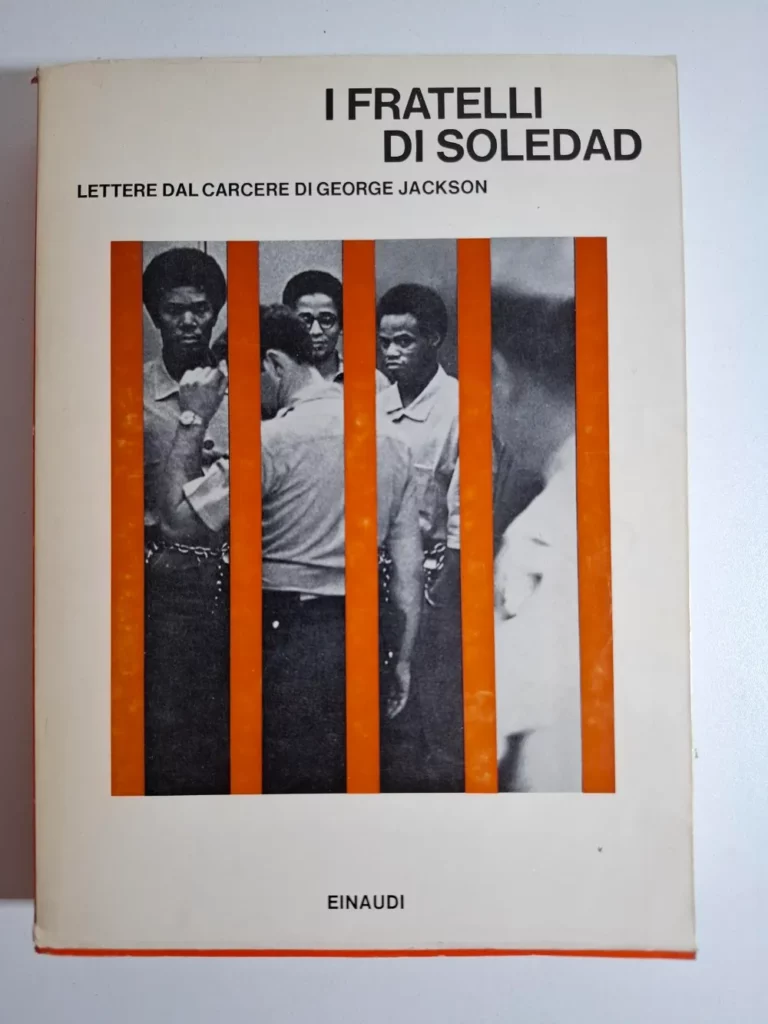 I FRATELLI
DI SOLEDAD
LETTERE DAL CARCERE DI GEORGE JACKSON
EINAUDI